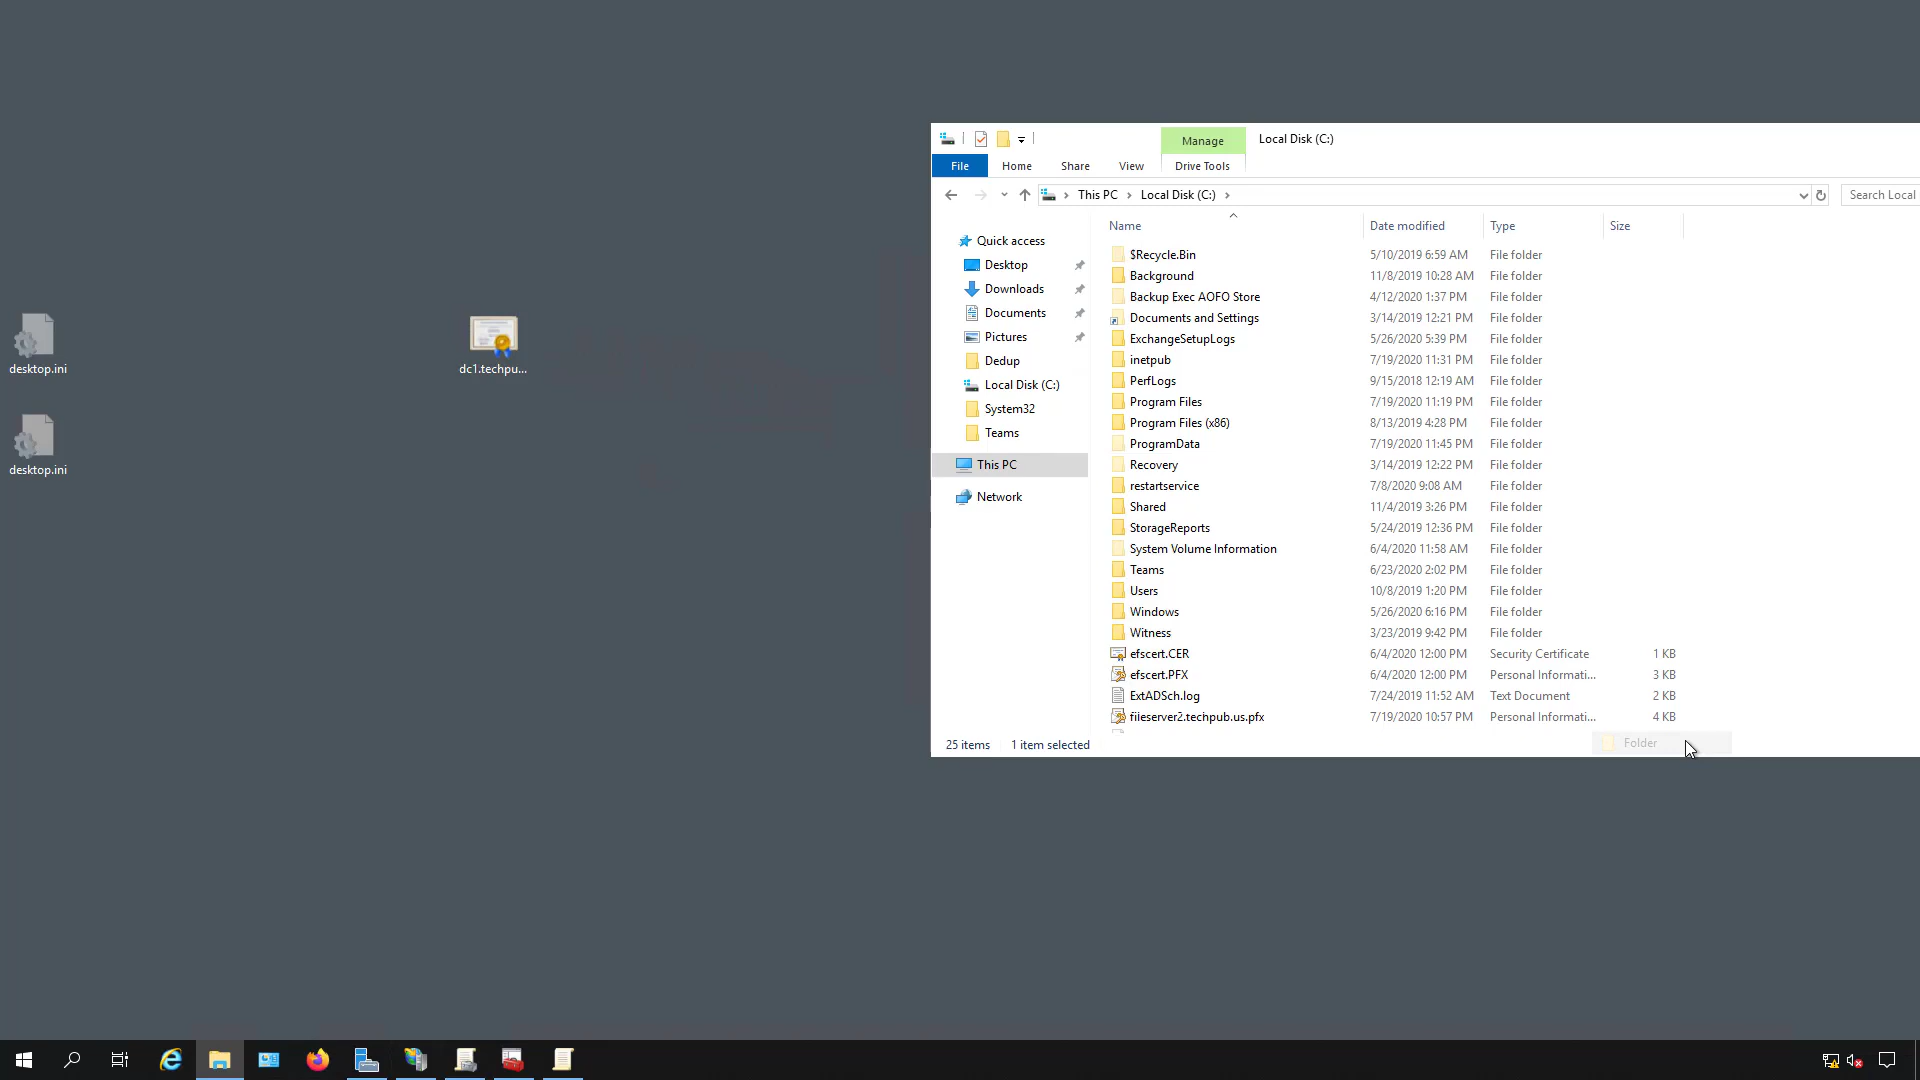 Manage
Local Disk (C:)
File
Home
Share
View
Drive Tools
This PC
Local Disk (C:)
Search Local
Name
Date modified
Type
Size
Quick access
Desktop
Downloads
Documents
Pictures
Dedup
Local Disk (C:)
System32
Teams
This PC
Network
$Recycle.Bin 5/10/2019 6:59 AM File folder
Background 11/8/2019 10:28 AM File folder
Backup Exec AOFO Store 4/12/2020 1:37 PM File folder
Documents and Settings 3/14/2019 12:21 PM File folder
ExchangeSetupLogs 5/26/2020 5:39 PM File folder
inetpub 7/19/2020 11:31 PM File folder
PerfLogs 9/15/2018 12:19 AM File folder
Program Files 7/19/2020 11:19 PM File folder
Program Files (x86) 8/13/2019 4:28 PM File folder
ProgramData 7/19/2020 11:45 PM File folder
Recovery 3/14/2019 12:22 PM File folder
restartservice 7/8/2020 9:08 AM File folder
Shared 11/4/2019 3:26 PM File folder
StorageReports 5/24/2019 12:36 PM File folder
System Volume Information 6/4/2020 11:58 AM File folder
Teams 6/23/2020 2:02 PM File folder
Users 10/8/2019 1:20 PM File folder
Windows 5/26/2020 6:16 PM File folder
Witness 3/23/2019 9:42 PM File folder
efscert.CER 6/4/2020 12:00 PM Security Certificate 1 KB
efscert.PFX 6/4/2020 12:00 PM Personal Informati... 3 KB
ExtADSch.log 7/24/2019 11:52 AM Text Document 2 KB
fileserver2.techpub.us.pfx 7/19/2020 10:57 PM Personal Informati... 4 KB
Folder
25 items
1 item selected
desktop.ini
dc1.techpu...
desktop.ini